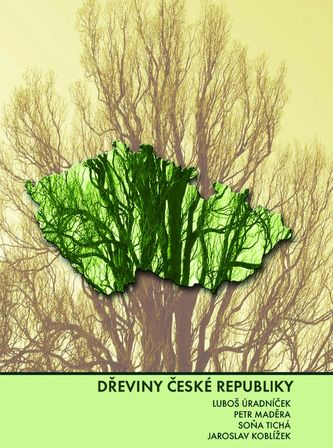 DŘEVINY ČESKÉ REPUBLIKY
LUBOŠ ÚRADNÍČEK
PETR MADĚRA
SOŇA TICHÁ
JAROSLAV KOBLÍŽEK